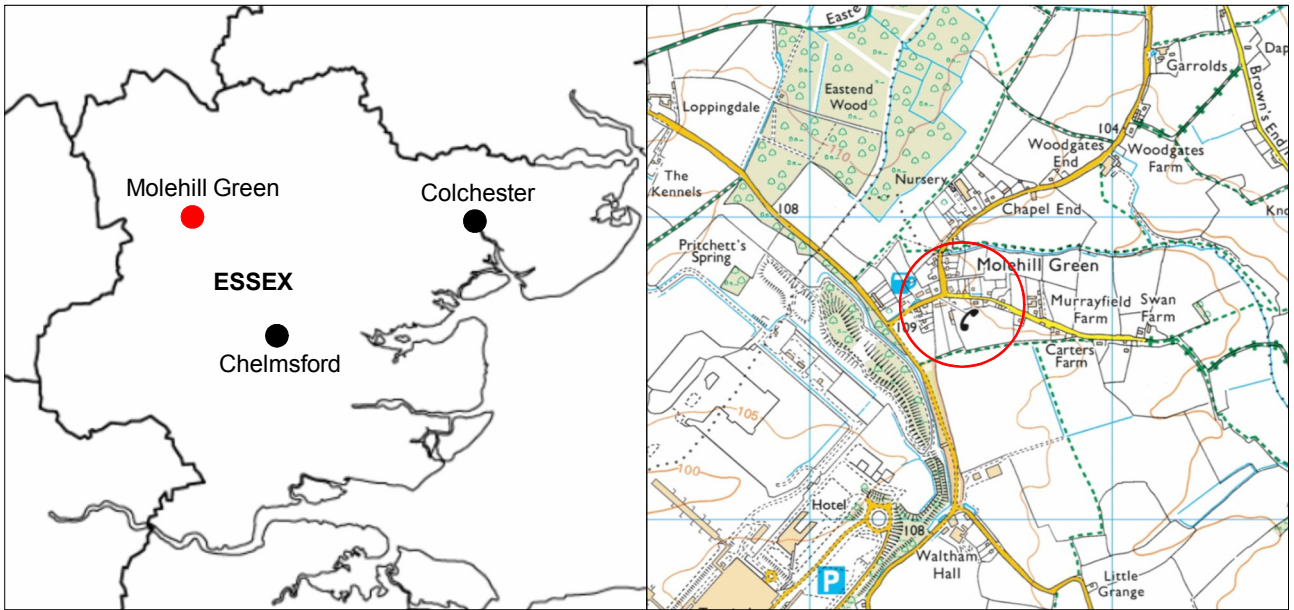 Molehill Green
Colchester
ESSEX
Chelmsford
Easte
Garrolds
Dap
Brown's End
Loppingdale
Eastend
Wood
110
104
Woodgates
End
Woodgates
Farm
The
Kennels
108
Nursery
Chapel End
Kno
Pritchett's
Spring
Molehill Green
Murrayfield
Farm
Swan
Farm
109
Carters
Farm
105
100
Hotel
108
Waltham
Hall
P
Little
Grange